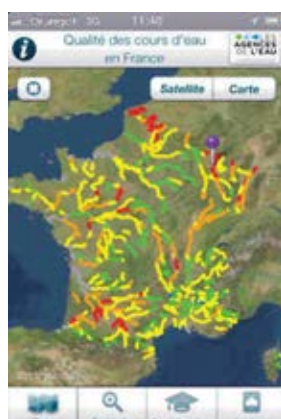 Orange F 3G 11:40
Qualité des cours d'eau
en France
AGENCES
DE L'EAU
Satellite
Carte